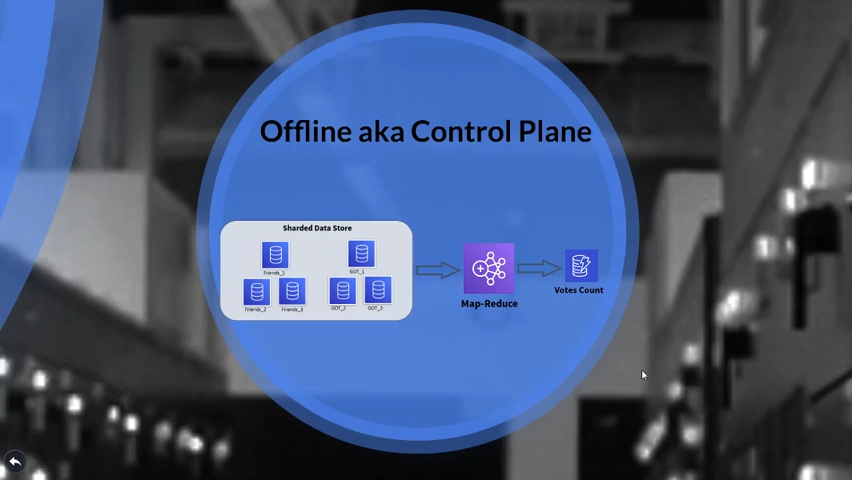 Offline aka Control Plane
Sharded Data Store
Friends_1
GOT_1
Friends_2
Friends_3
GOT_2
GOT_3
Map-Reduce
Votes Count